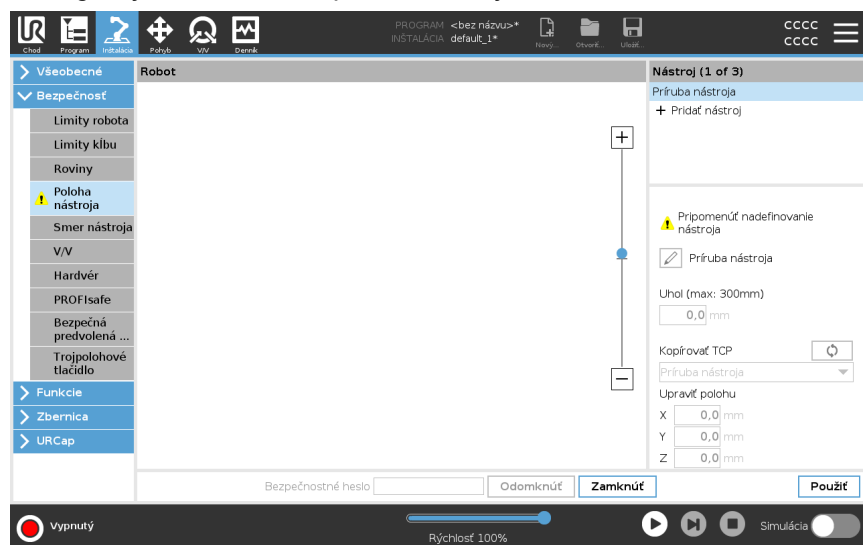 PROGRAM <bez názvu>*
INŠTALÁCIA default_1*
Chod
Program
Inštalácia
Pohyb
V/V
Denník
Nový...
Otvoriť...
Uložiť...
cccc
cccc
Všeobecné
Bezpečnosť
Limity robota
Limity kĺbu
Roviny
Poloha
nástroja
Smer nástroja
V/V
Hardvér
PROFIsafe
Bezpečná
predvolená ...
Trojpolohové
tlačidlo
Funkcie
Zbernica
URCap
Robot
Nástroj (1 of 3)
Príruba nástroja
+ Pridať nástroj
Pripomenúť nadefinovanie
nástroja
Príruba nástroja
Uhol (max: 300mm)
0,0 mm
Kopírovať TCP
Príruba nástroja
Upraviť polohu
X 0,0 mm
Y 0,0 mm
Z 0,0 mm
Bezpečnostné heslo
Odomknúť
Zamknúť
Použiť
Vypnutý
Rýchlosť 100%
Simulácia